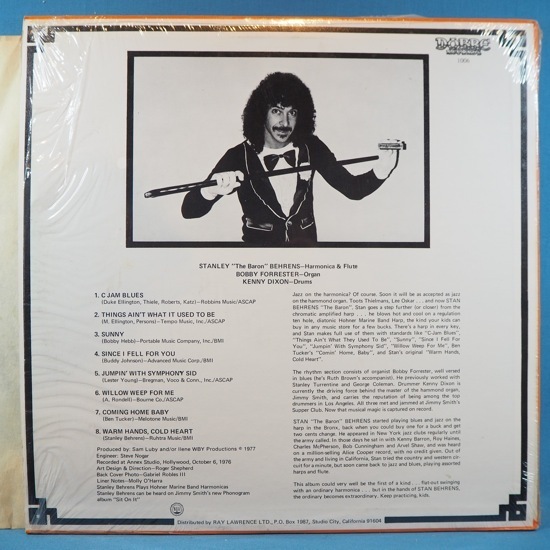 DOBRE
RECORDS
1006
STANLEY "The Baron" BEHRENS—Harmonica & Flute
BOBBY FORRESTER—Organ
KENNY DIXON—Drums
1. C JAM BLUES
(Duke Ellington, Thiele, Roberts, Katz)—Robbins Music/ASCAP
2. THINGS AIN'T WHAT IT USED TO BE
(M. Ellington, Persons) – Tempo Music, Inc./ASCAP
3. SUNNY
(Bobby Hebb)—Portable Music Company, Inc./BMI
4. SINCE I FELL FOR YOU
(Buddy Johnson)—Advanced Music Corp./BMI
5. JUMPIN' WITH SYMPHONY SID
(Lester Young)—Bregman, Voco & Conn, Inc./ASCAP
6. WILLOW WEEP FOR ME
(A. Rondell) – Bourne Co./ASCAP
7. COMING HOME BABY
(Ben Tucker)—Melotone Music/BMI
8. WARM HANDS, COLD HEART
(Stanley Behrens)—Ruhtra Music/BMI
Produced by: Sam Luby and/or Ilene WBY Productions © 1977
Engineer: Steve Nogar
Recorded at Annex Studio, Hollywood, October 6, 1976
Art Design & Direction—Roger Shepherd
Back Cover Photo—Gabriel Robles III
Liner Notes—Molly O'Harra
Stanley Behrens Plays Hohner Marine Band Harmonicas
Stanley Behrens can be heard on Jimmy Smith's new Phonogram
album "Sit On It"
Jazz on the harmonica? Of course. Soon it will be as accepted as jazz
on the hammond organ. Toots Thielmans, Lee Oskar . . . and now STAN
BEHRENS "The Baron". Stan goes a step further (or closer) from the
chromatic amplified harp . . . he blows hot and cool on a regulation
ten hole, diatonic Hohner Marine Band Harp, the kind your kids can
buy in any music store for a few bucks. There's a harp in every key,
and Stan makes full use of them with standards like "C-Jam Blues",
"Things Ain't What They Used To Be", "Sunny", "Since I Fell For
You", "Jumpin' With Symphony Sid", "Willow Weep For Me", Ben
Tucker's "Comin' Home, Baby", and Stan's original "Warm Hands,
Cold Heart".
The rhythm section consists of organist Bobby Forrester, well versed
in blues (he's Ruth Brown's accompanist). He previously worked with
Stanley Turrentine and George Coleman. Drummer Kenny Dixon is
currently the driving force behind the master of the hammond organ,
Jimmy Smith, and carries the reputation of being among the top
drummers in Los Angeles. All three met and jammed at Jimmy Smith's
Supper Club. Now that musical magic is captured on record.
STAN "The Baron" BEHRENS started playing blues and jazz on the
harp in the Bronx, back when you could buy one for a buck and get
two cents change. He appeared in New York jazz clubs regularly until
the army called. In those days he sat in with Kenny Barron, Roy Haines,
Charles McPherson, Bob Cunningham and Arvel Shaw, and was heard
on a million-selling Alice Cooper record, with no credit given. Out of
the army and living in California, Stan tried the country and western cir-
cuit for a minute, but soon came back to jazz and blues, playing assorted
harps and flute.
This album could very well be the first of a kind . . . flat-out swinging
with an ordinary harmonica . . . but in the hands of STAN BEHRENS,
the ordinary becomes extraordinary. Keep practicing, kids.
Distributed by RAY LAWRENCE LTD., P.O. Box 1987, Studio City, California 91604